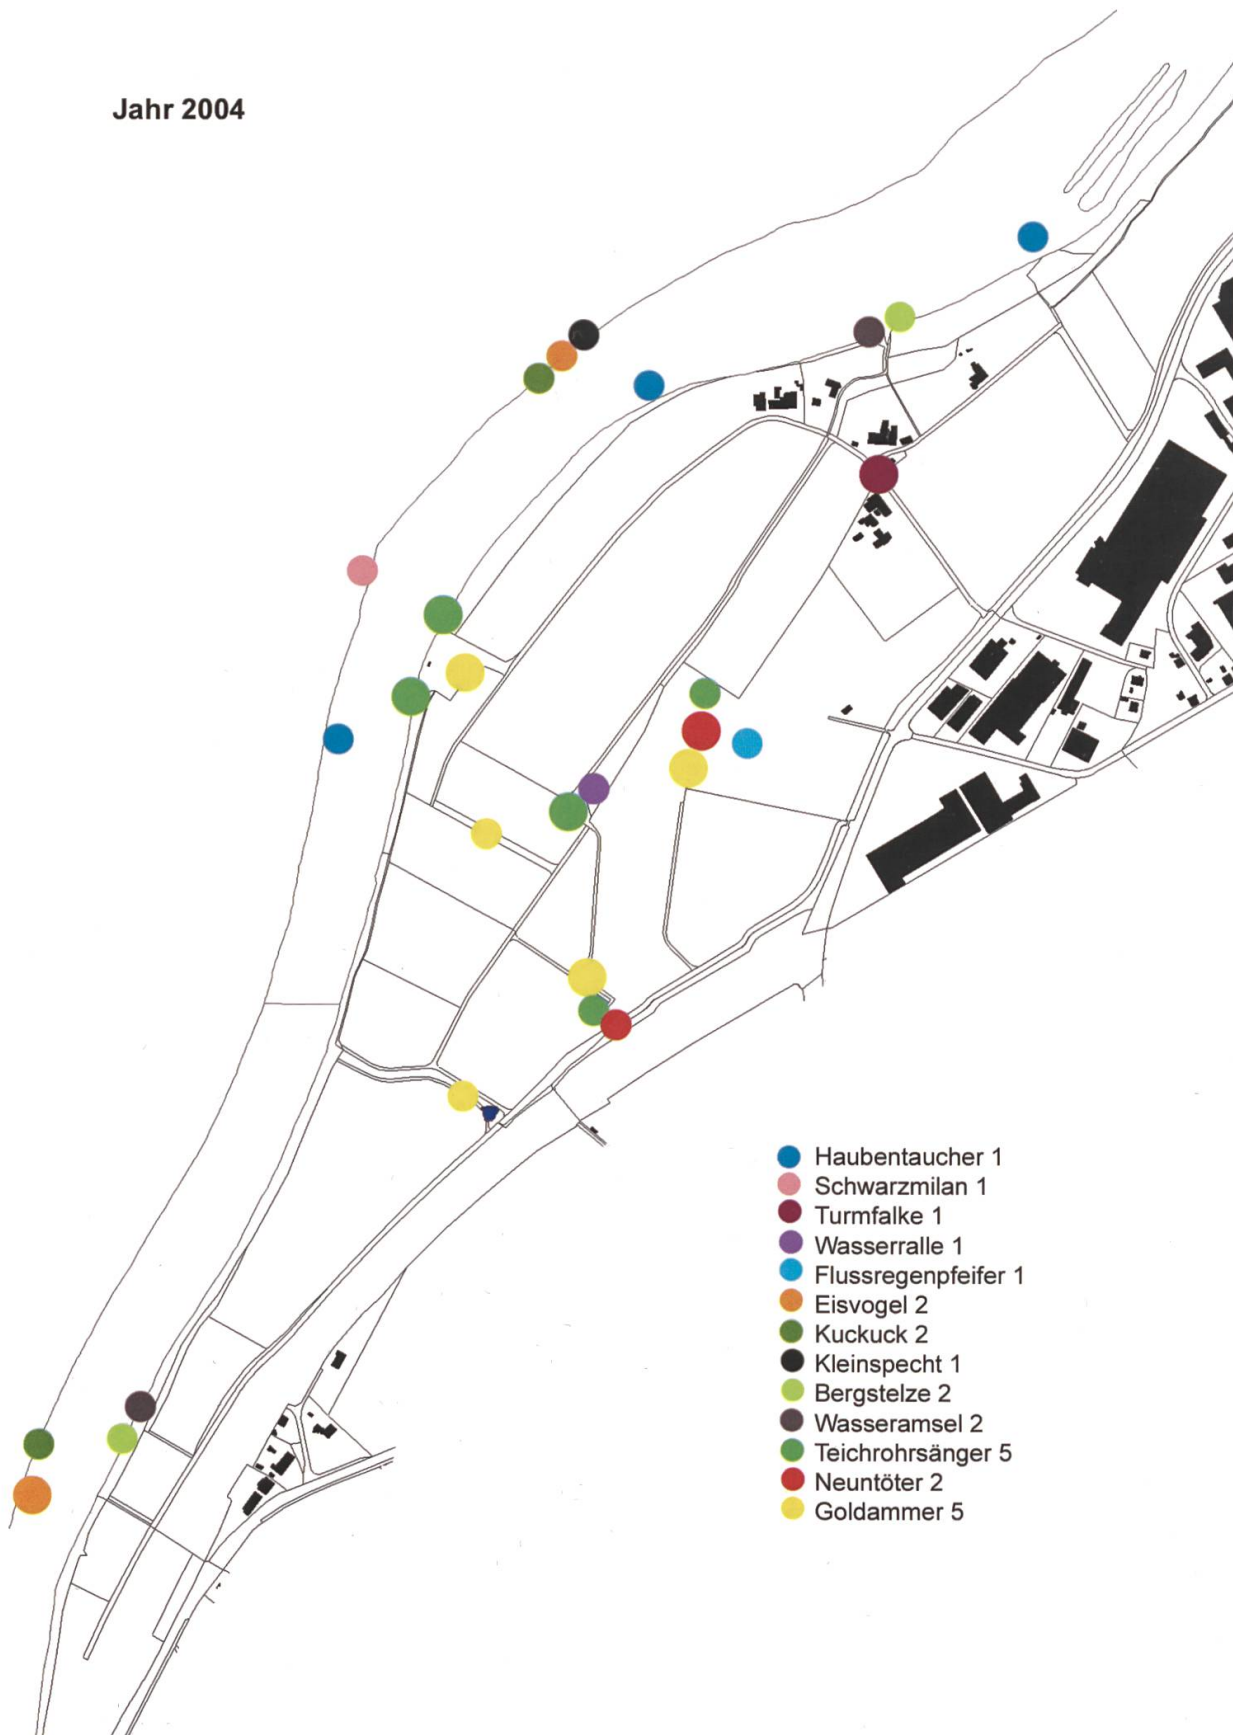 Jahr 2004
Haubentaucher 1
Schwarzmilan 1
Turmfalke 1
Wasserralle 1
Flussregenpfeifer 1
Eisvogel 2
Kuckuck 2
Kleinspecht 1
Bergstelze 2
Wasseramsel 2
Teichrohrsänger 5
Neuntöter 2
Goldammer 5